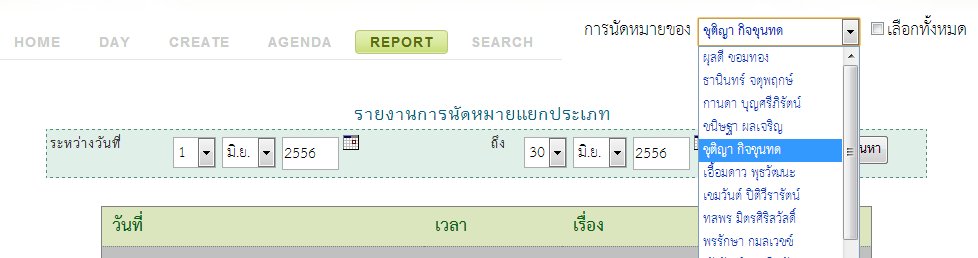 การนัดหมายของ ชุติญา กิจขุนทด เลือกทั้งหมด
HOME DAY CREATE AGENDA REPORT SEARCH
ผุสดี ขอมทอง
ธานินทร์ จตุพฤกษ์
กานดา บุญศรีภิรัตน์
ขนิษฐา ผลเจริญ
ชุติญา กิจขุนทด
เอื้อมดาว พุธวัฒนะ
เขมวันต์ ปิติวีรารัตน์
ทลพร มิตรศิริสวัสดิ์
พรรักษา กมลเวชช์
รายงานการนัดหมายแยกประเภท
ระหว่างวันที่ 1 มิ.ย. 2556 ถึง 30 มิ.ย. 2556 นหา
วันที่ เวลา เรื่อง